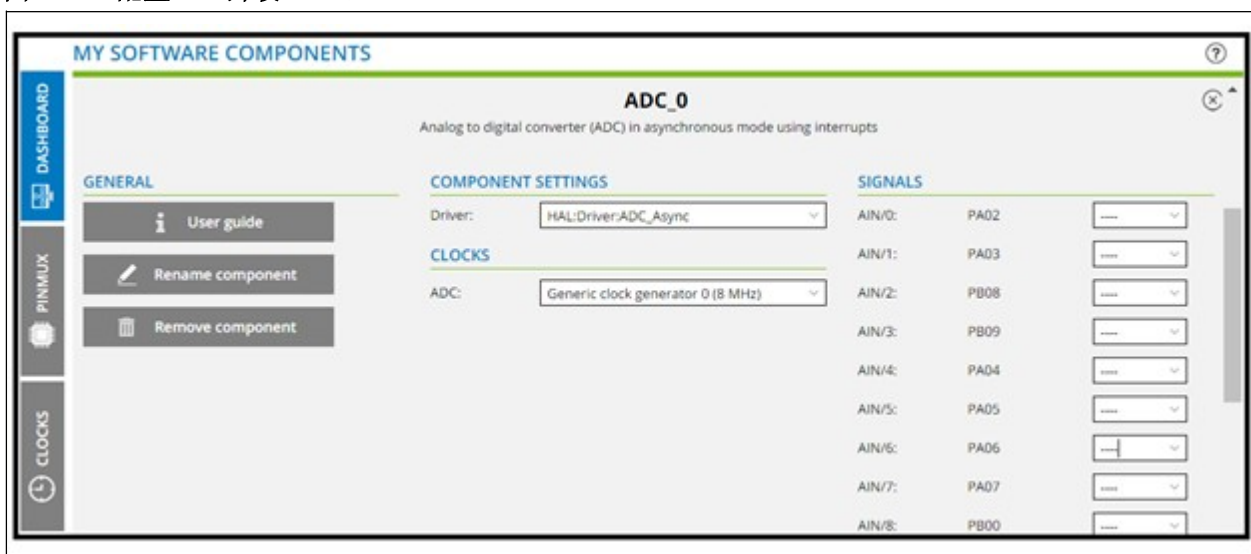 MY SOFTWARE COMPONENTS
?
DASHBOARD
PINMUX
CLOCKS
ADC_0
Analog to digital converter (ADC) in asynchronous mode using interrupts
GENERAL
i User guide
Rename component
Remove component
COMPONENT SETTINGS
Driver: HAL:Driver:ADC_Async
CLOCKS
ADC: Generic clock generator 0 (8 MHz)
SIGNALS
AIN/0: PA02 ----
AIN/1: PA03 ----
AIN/2: PB08 ----
AIN/3: PB09 ----
AIN/4: PA04 ----
AIN/5: PA05 ----
AIN/6: PA06 ----
AIN/7: PA07 ----
AIN/8: PB00 ----